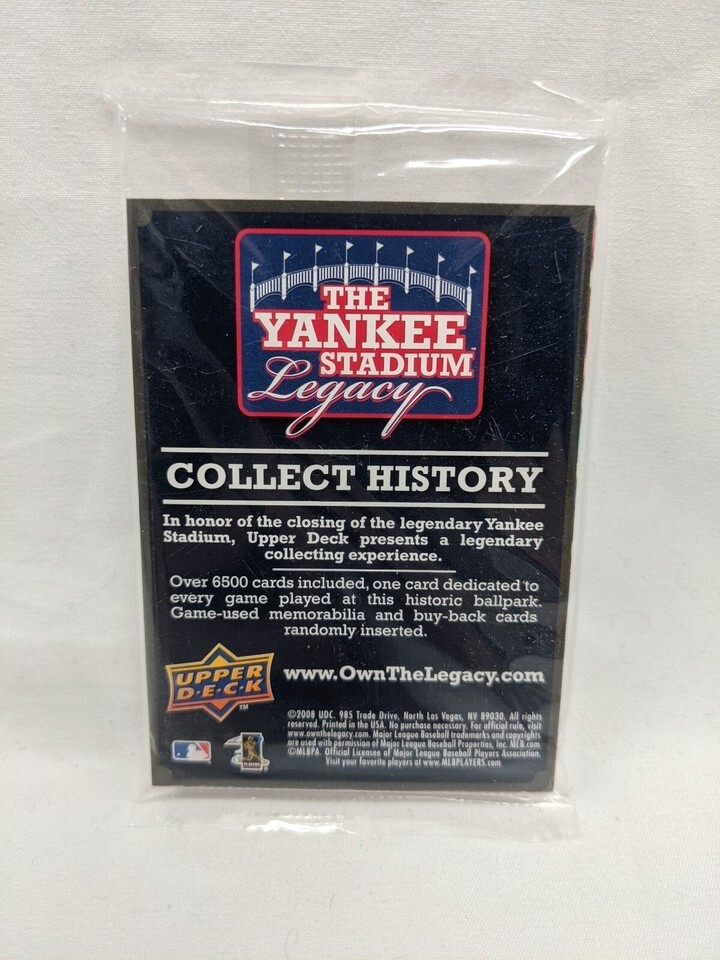 THE
YANKEE
STADIUM
Legacy
COLLECT HISTORY
In honor of the closing of the legendary Yankee
Stadium, Upper Deck presents a legendary
collecting experience.
Over 6500 cards included, one card dedicated to
every game played at this historic ballpark.
Game-used memorabilia and buy-back cards
randomly inserted.
UPPER
D·E·C·K
TM
www.OwnTheLegacy.com
©2008 UDC. 985 Trade Drive, North Las Vegas, NV 89030. All rights
reserved. Printed in the USA. No purchase necessary. For official rule, visit
www.ownthelegacy.com. Major League Baseball trademarks and copyrights
are used with permission of Major League Baseball Properties, Inc. MLB.com
©MLBPA. Official Licensee of Major League Baseball Players Association.
Visit your favorite players at www.MLBPLAYERS.com
PLAYERS